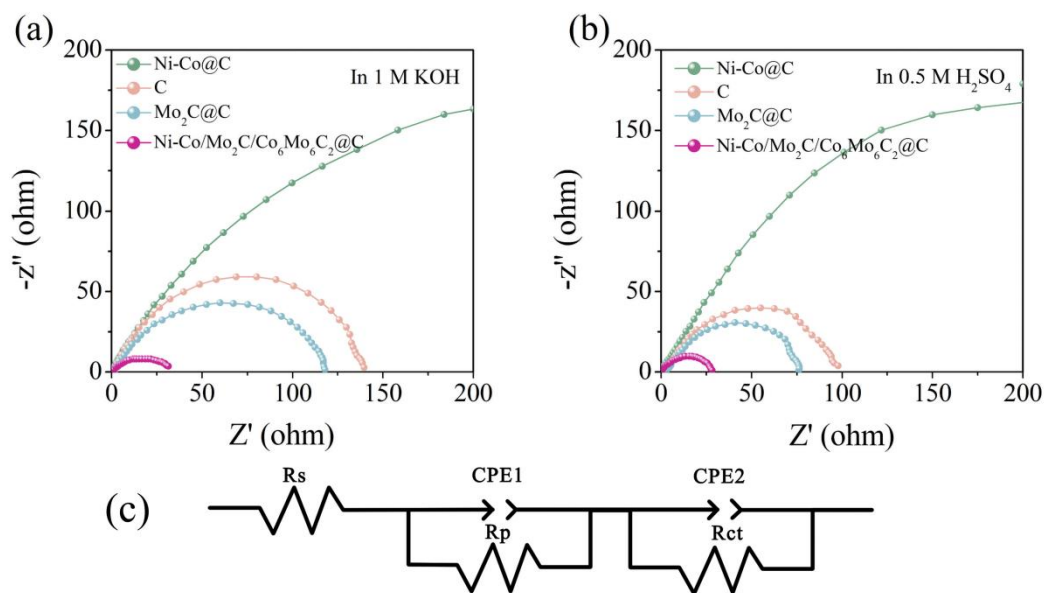 (a)
200
150
100
50
0
-z" (ohm)
Ni-Co@C
C
Mo₂C@C
Ni-Co/Mo₂C/Co₆Mo₆C₂@C
In 1 M KOH
0 50 100 150 200
Z' (ohm)
(b)
200
150
100
50
0
-z" (ohm)
Ni-Co@C
C
Mo₂C@C
Ni-Co/Mo₂C/Co₆Mo₆C₂@C
In 0.5 M H₂SO₄
0 50 100 150 200
Z' (ohm)
(c)
Rs
CPE1
Rp
CPE2
Rct